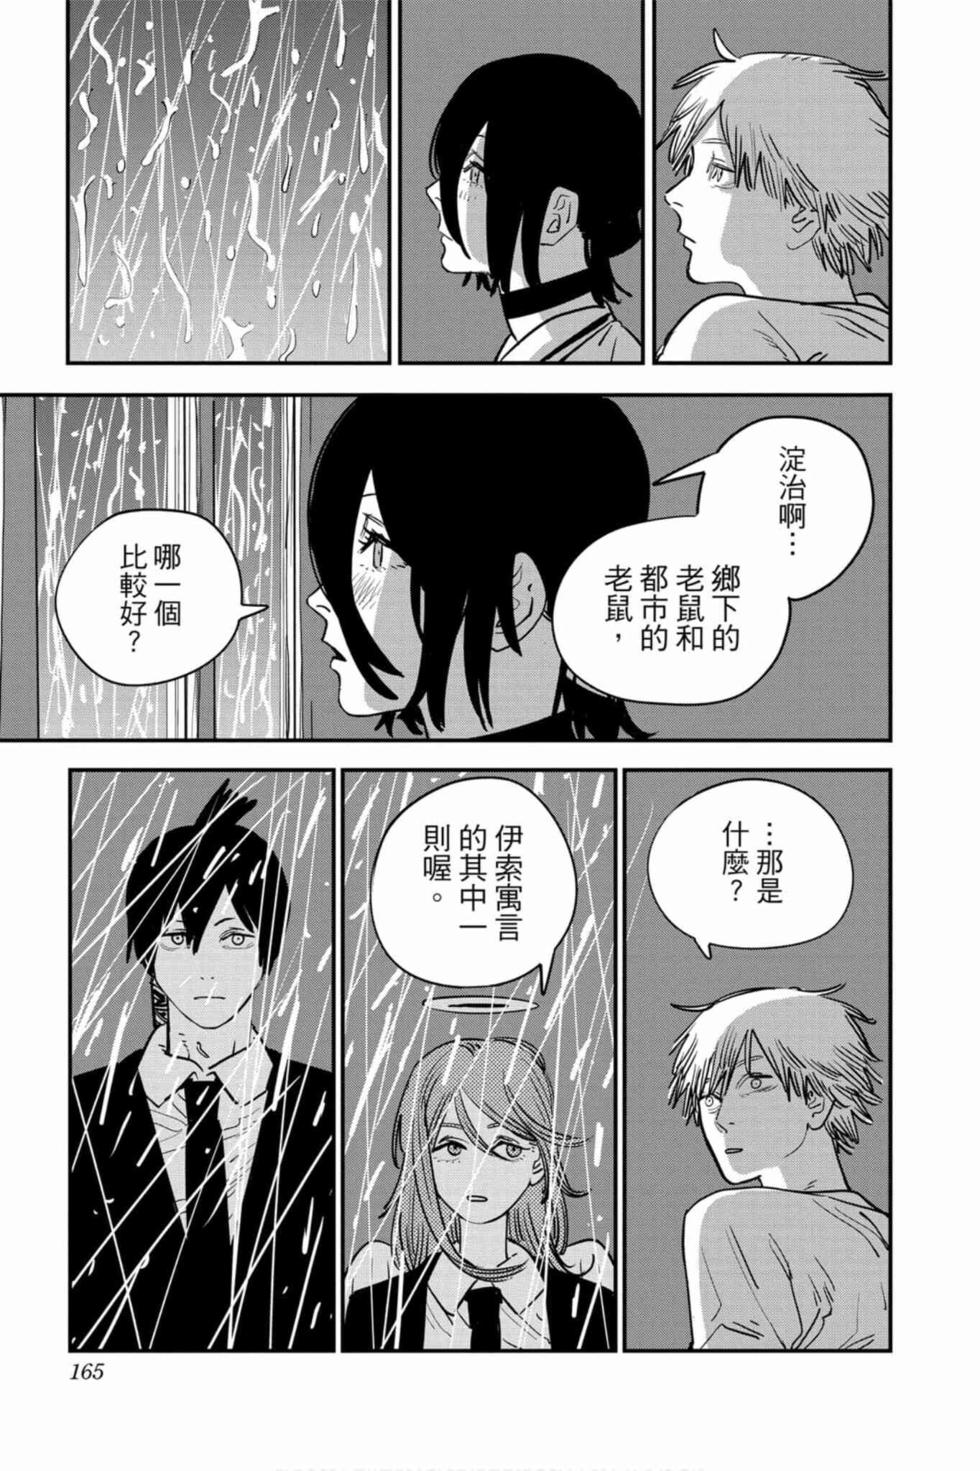 淀治啊…
鄉下的
老鼠和
都市的
老鼠，
哪一個
比較好？
…那是
什麼？
伊索寓言
的其中一
則喔。
165